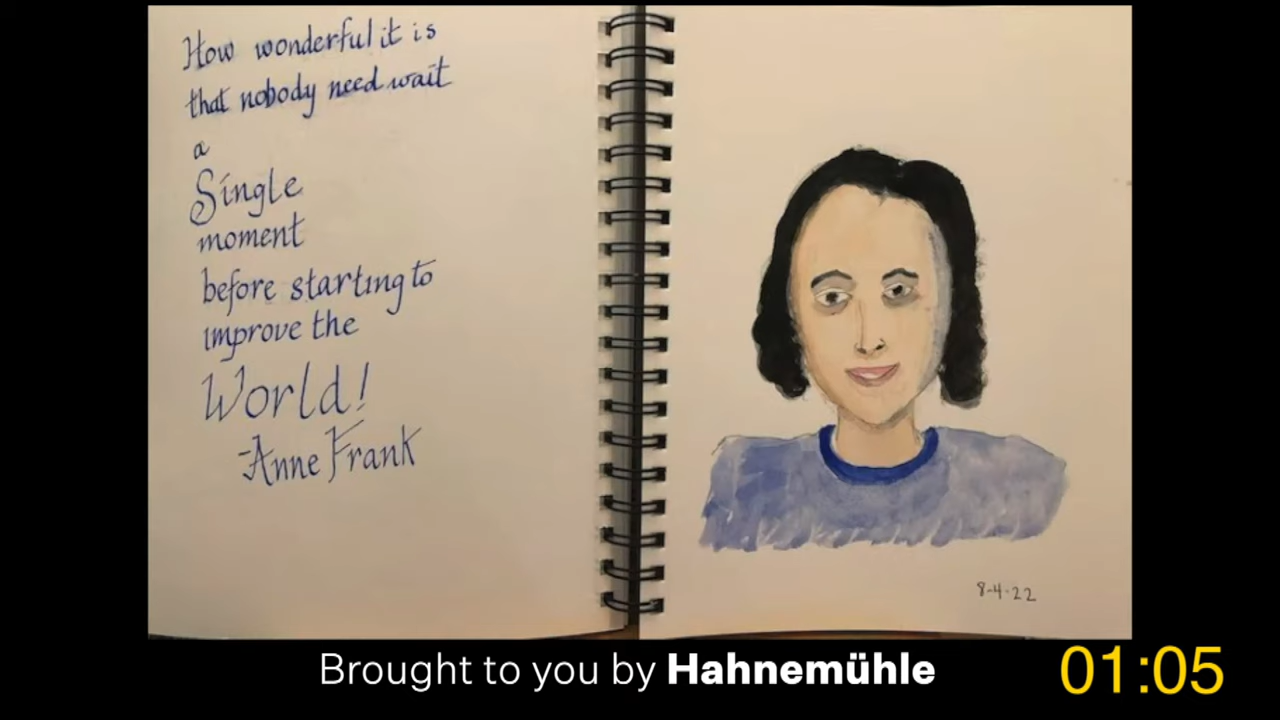 How wonderful it is
that nobody need wait
a
Single
moment
before starting to
improve the
World!
-Anne Frank
8-4-22
Brought to you by Hahnemühle
01:05